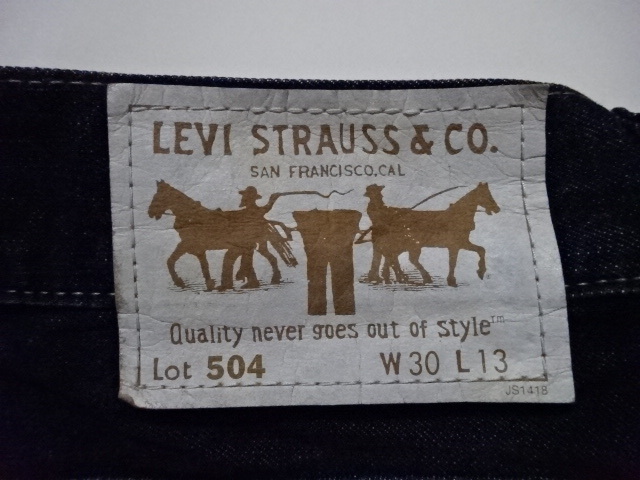 LEVI STRAUSS & CO.
SAN FRANCISCO, CAL
Quality never goes out of style™
Lot 504 W30 L13
JS1418